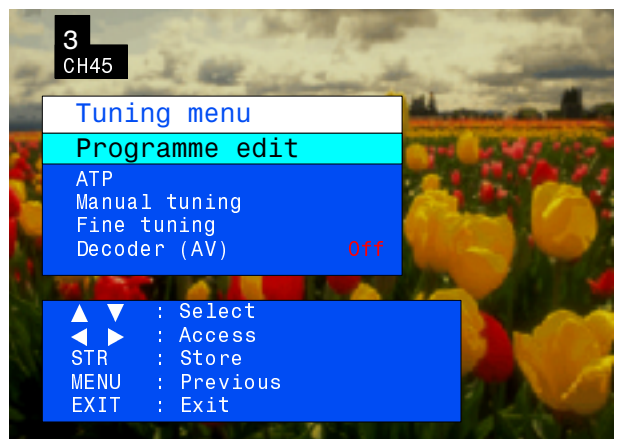 3
CH45
Tuning menu
Programme edit
ATP
Manual tuning
Fine tuning
Decoder (AV) Off
▲ ▼ : Select
◀ ▶ : Access
STR : Store
MENU : Previous
EXIT : Exit